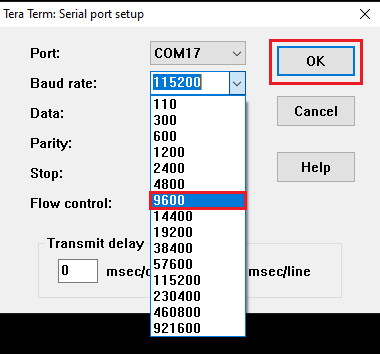 Tera Term: Serial port setup
Port: COM17 OK
Baud rate: 115200
110
Data: 300 Cancel
600
Parity: 1200
2400
Stop: 4800 Help
Flow control: 9600
14400
19200
Transmit delay 38400
57600
0 msec/c 115200 msec/line
230400
460800
921600